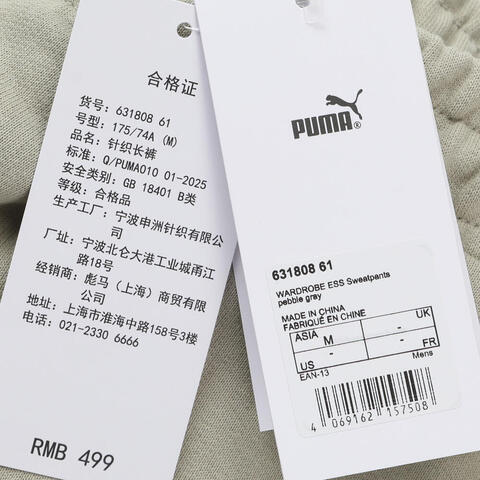 合格证
货号: 631808 61
号型: 175/74A (M)
品名: 针织长裤
标准: Q/PUMA010 01-2025
安全类别: GB 18401 B类
等级: 合格品
生产工厂: 宁波申洲针织有限公
司
厂址: 宁波北仑大港工业城甬江
路18号
经销商: 彪马（上海）商贸有限
公司
地址: 上海市淮海中路158号3楼
电话: 021-2330 6666
RMB 499
PUMA®
631808 61
WARDROBE ESS Sweatpants
pebble gray
MADE IN CHINA
FABRIQUÉ EN CHINE
ASIA M - UK
US - - FR
Mens
EAN-13
4 069162 157508